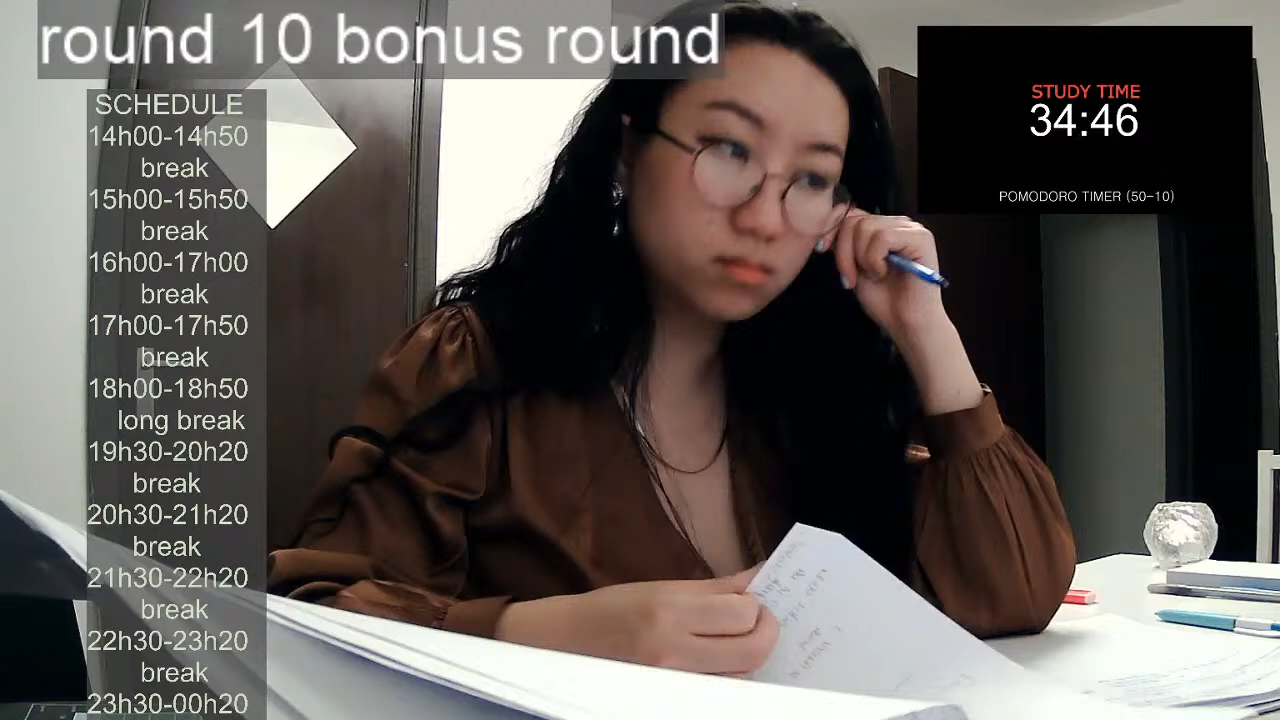 round 10 bonus round
SCHEDULE
14h00-14h50
break
15h00-15h50
break
16h00-17h00
break
17h00-17h50
break
18h00-18h50
long break
19h30-20h20
break
20h30-21h20
break
21h30-22h20
break
22h30-23h20
break
23h30-00h20
STUDY TIME
34:46
POMODORO TIMER (50-10)